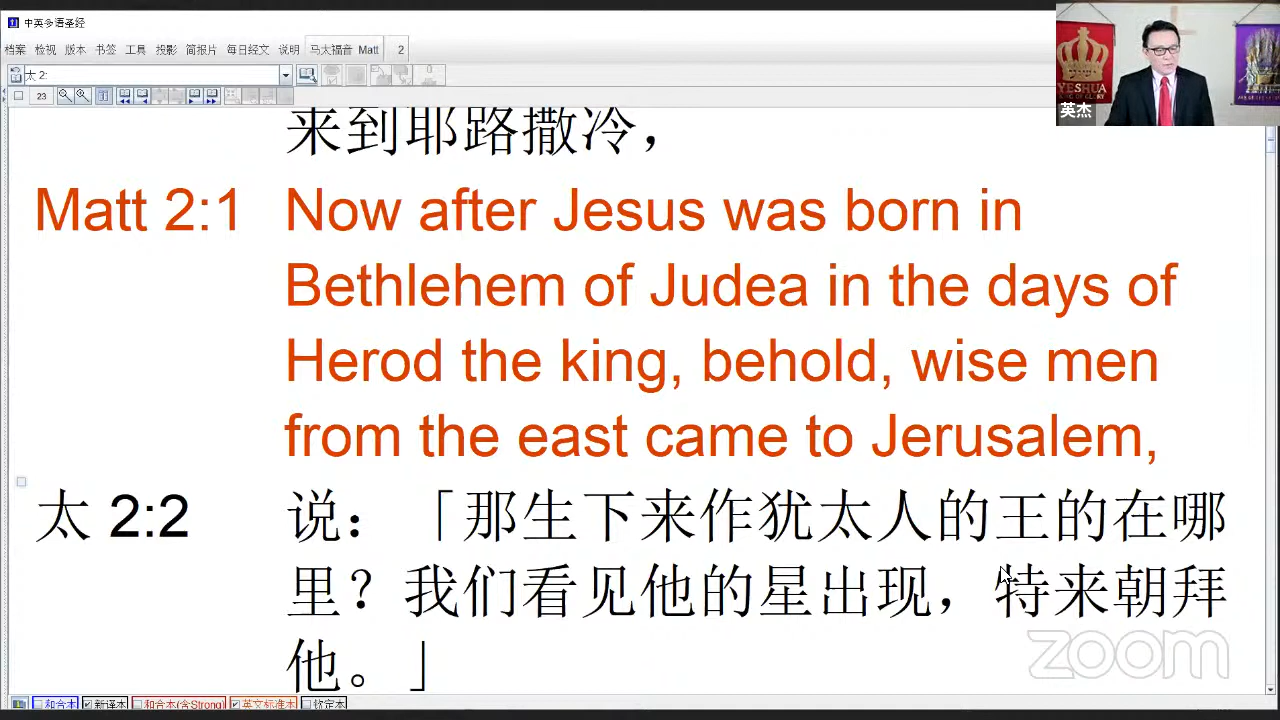 中英多语圣经
档案 检视 版本 书签 工具 投影 简报片 每日经文 说明 马太福音 Matt 2
太 2:
23
YESHUA
KING OF GLORY
英杰
来到耶路撒冷，
Matt 2:1 Now after Jesus was born in
Bethlehem of Judea in the days of
Herod the king, behold, wise men
from the east came to Jerusalem,
太 2:2 说：「那生下来作犹太人的王的在哪
里？我们看见他的星出现，特来朝拜
他。」
zoom
和合本 新译本 和合本(含Strong) 英文标准本 钦定本